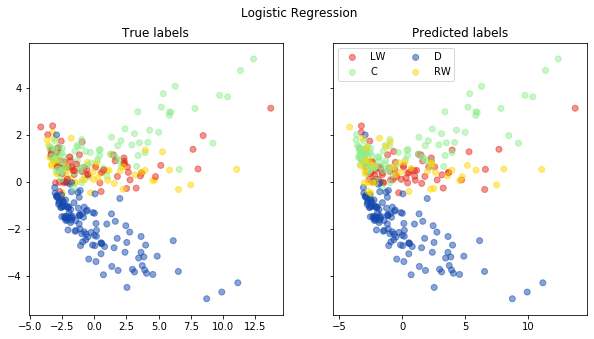 Logistic Regression
True labels
Predicted labels
LW
D
C
RW
4
2
0
−2
−4
−5.0
−2.5
0.0
2.5
5.0
7.5
10.0
12.5
−5
0
5
10